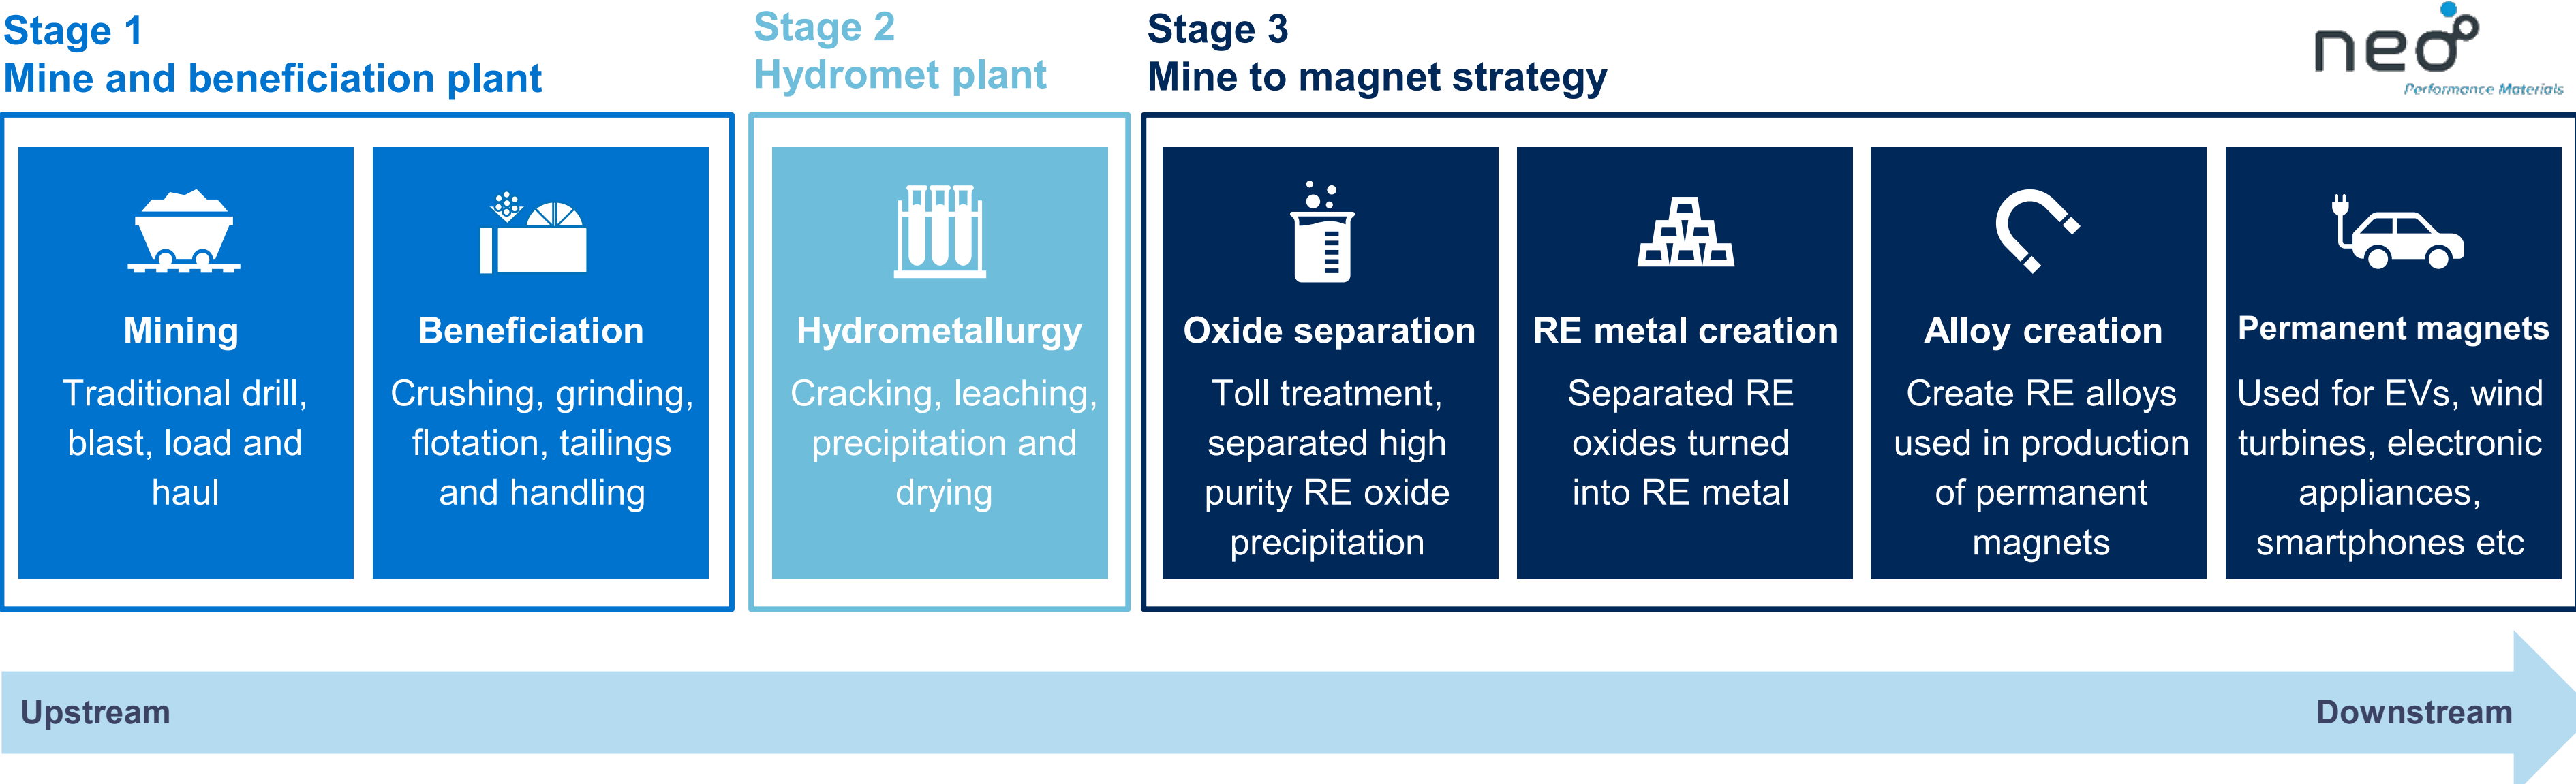 Stage 1
Mine and beneficiation plant
Stage 2
Hydromet plant
Stage 3
Mine to magnet strategy
neo
Performance Materials
Mining
Traditional drill,
blast, load and
haul
Beneficiation
Crushing, grinding,
flotation, tailings
and handling
Hydrometallurgy
Cracking, leaching,
precipitation and
drying
Oxide separation
Toll treatment,
separated high
purity RE oxide
precipitation
RE metal creation
Separated RE
oxides turned
into RE metal
Alloy creation
Create RE alloys
used in production
of permanent
magnets
Permanent magnets
Used for EVs, wind
turbines, electronic
appliances,
smartphones etc
Upstream
Downstream